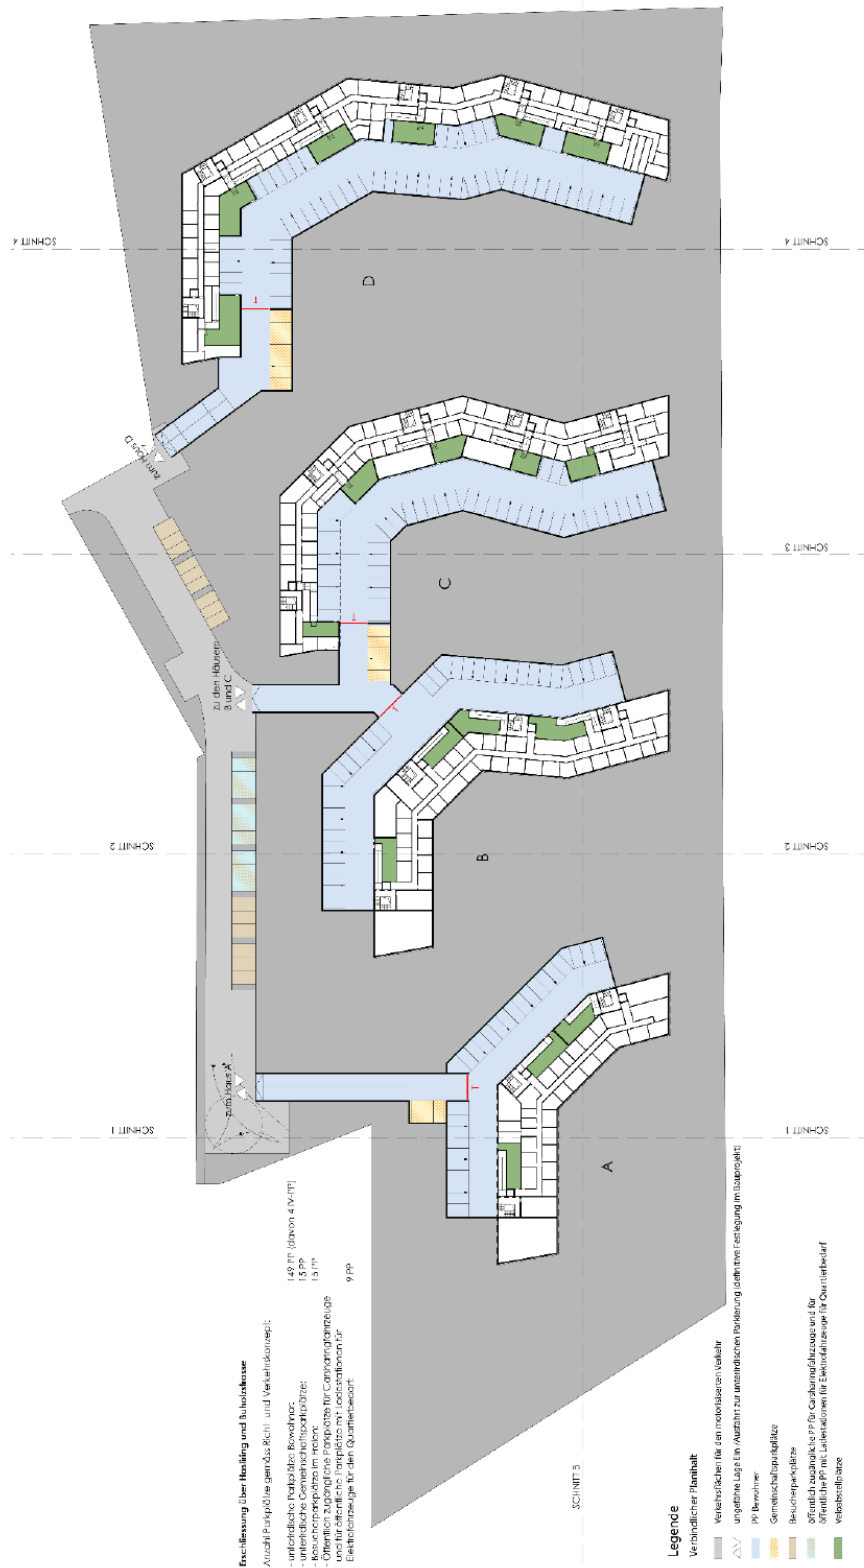 Erschliessung über Hasliring und Buholzstrasse
Anzahl Parkplätze gemäss Richt- und Verkehrskonzept:
- unterirdische Parkplätze Bewohner: 149 PP (davon 4 IV-PP)
- unterirdische Gemeinschaftsparkplätze: 15 PP
- Besucherparkplätze im Freien: 15 PP
- Öffentlich zugängliche Parkplätze für Carsharingfahrzeuge
und für öffentliche Parkplätze mit Ladestationen für
Elektrofahrzeuge für den Quartierbedarf: 9 PP
Legende
Verbindlicher Planinhalt
Verkehrsflächen für den motorisierten Verkehr
ungefähre Lage Ein-/Ausfahrt zur unterirdischen Parkierung (definitive Festlegung im Bauprojekt)
PP Bewohner
Gemeinschaftsparkplätze
Besucherparkplätze
öffentlich zugängliche PP für Carsharingfahrzeuge und für
öffentliche PP mit Ladestationen für Elektrofahrzeuge für Quartierbedarf
Veloabstellplätze
SCHNITT 1
SCHNITT 2
SCHNITT 3
SCHNITT 4
SCHNITT 1
SCHNITT 2
SCHNITT 4
SCHNITT 5
zum Haus A
zu den Häusern
B und C
zum Haus D
A
B
C
D